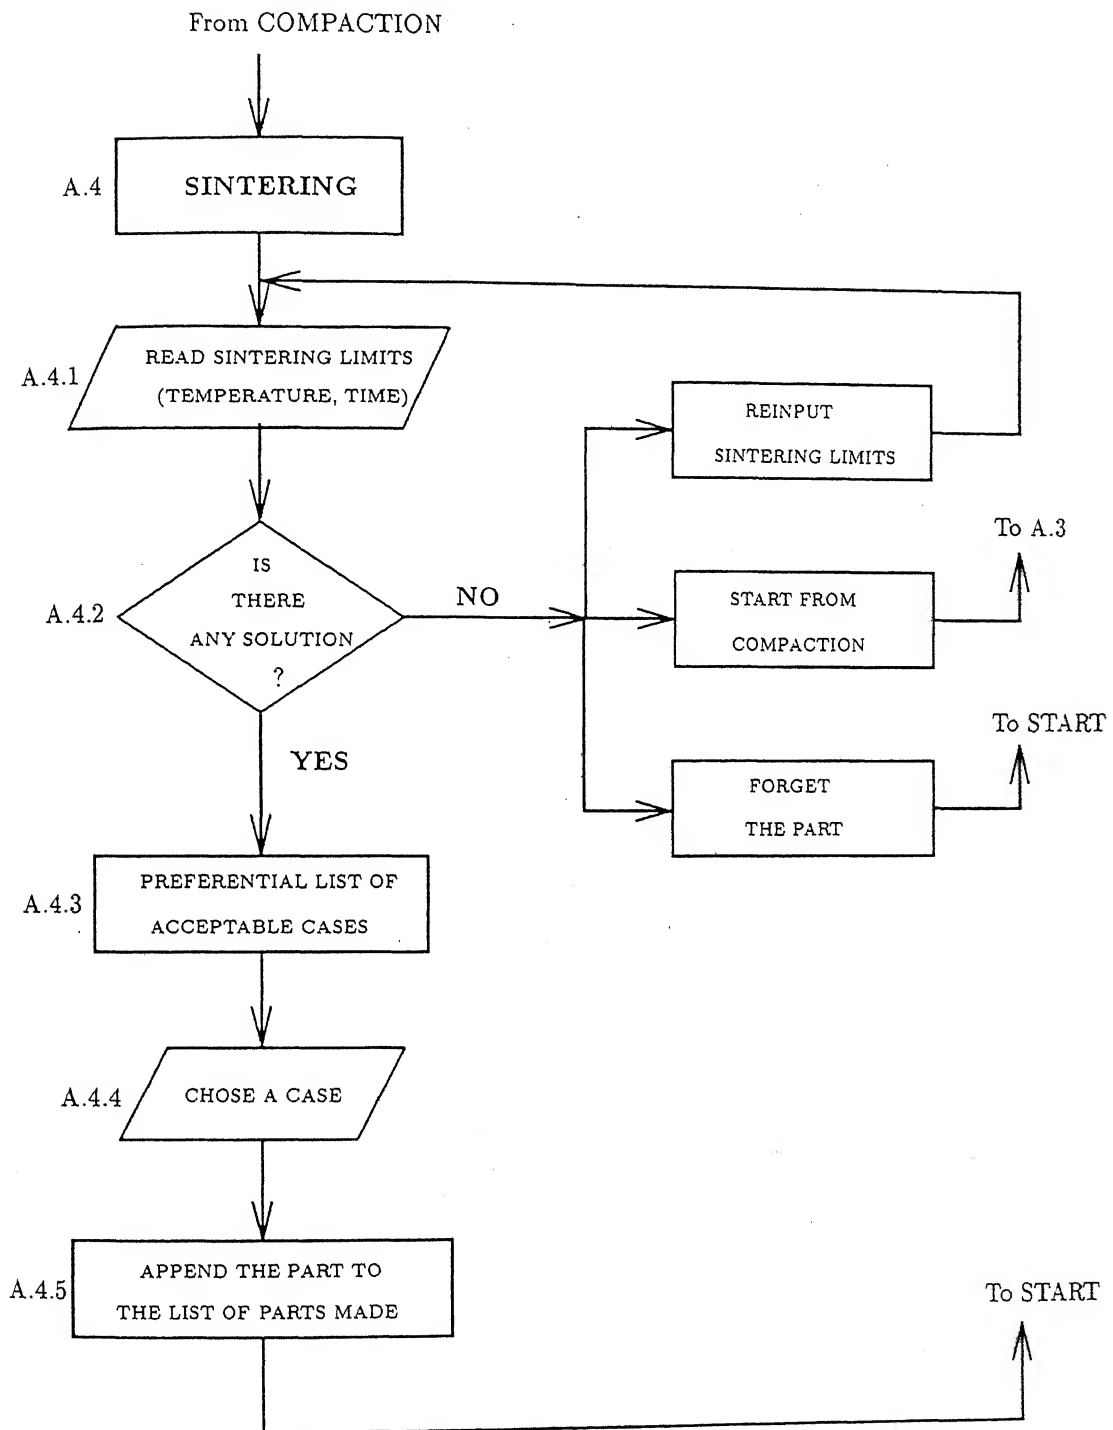 From COMPACTION
A.4
SINTERING
A.4.1
READ SINTERING LIMITS
(TEMPERATURE, TIME)
REINPUT
SINTERING LIMITS
To A.3
A.4.2
IS
THERE
ANY SOLUTION
?
NO
START FROM
COMPACTION
To START
YES
FORGET
THE PART
A.4.3
PREFERENTIAL LIST OF
ACCEPTABLE CASES
A.4.4
CHOSE A CASE
A.4.5
APPEND THE PART TO
THE LIST OF PARTS MADE
To START